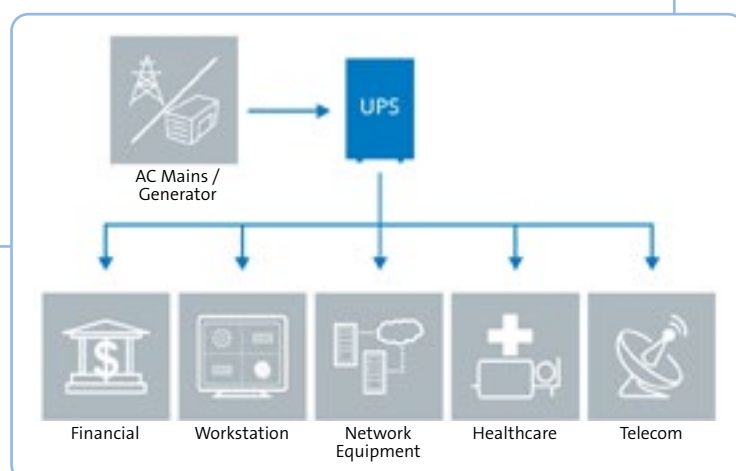 AC Mains /
Generator
UPS
$
Financial
Workstation
Network
Equipment
Healthcare
Telecom